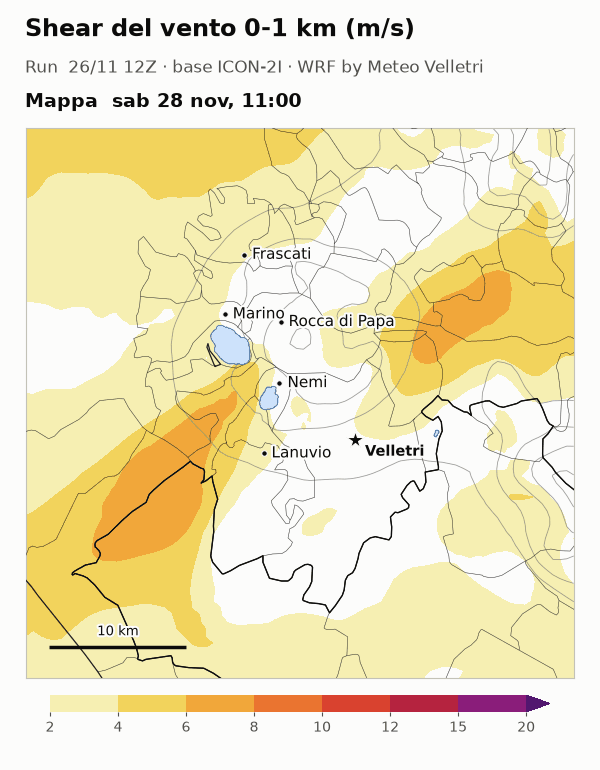 Shear del vento 0-1 km (m/s)
Run  26/11 12Z · base ICON-2I · WRF by Meteo Velletri
Mappa  sab 28 nov, 11:00
Frascati
Marino
Rocca di Papa
Nemi
Velletri
Lanuvio
10 km
2 4 6 8 10 12 15 20